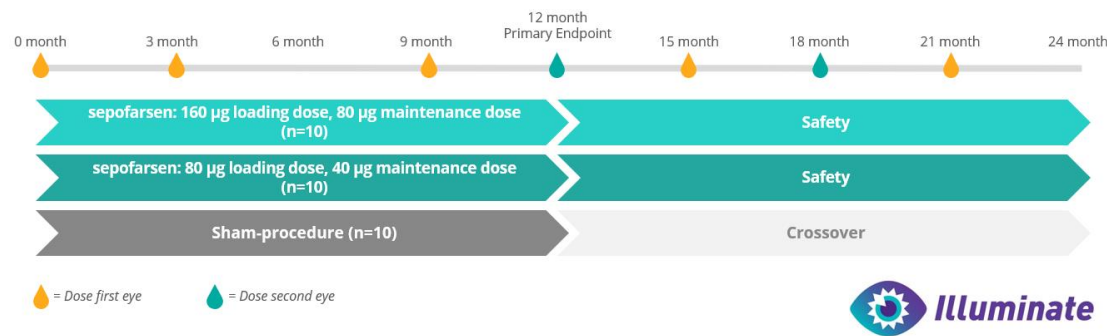 12 month
0 month 3 month 6 month 9 month Primary Endpoint 15 month 18 month 21 month 24 month
sepofarsen: 160 µg loading dose, 80 µg maintenance dose
(n=10)
Safety
sepofarsen: 80 µg loading dose, 40 µg maintenance dose
(n=10)
Safety
Sham-procedure (n=10)
Crossover
= Dose first eye
= Dose second eye
Illuminate